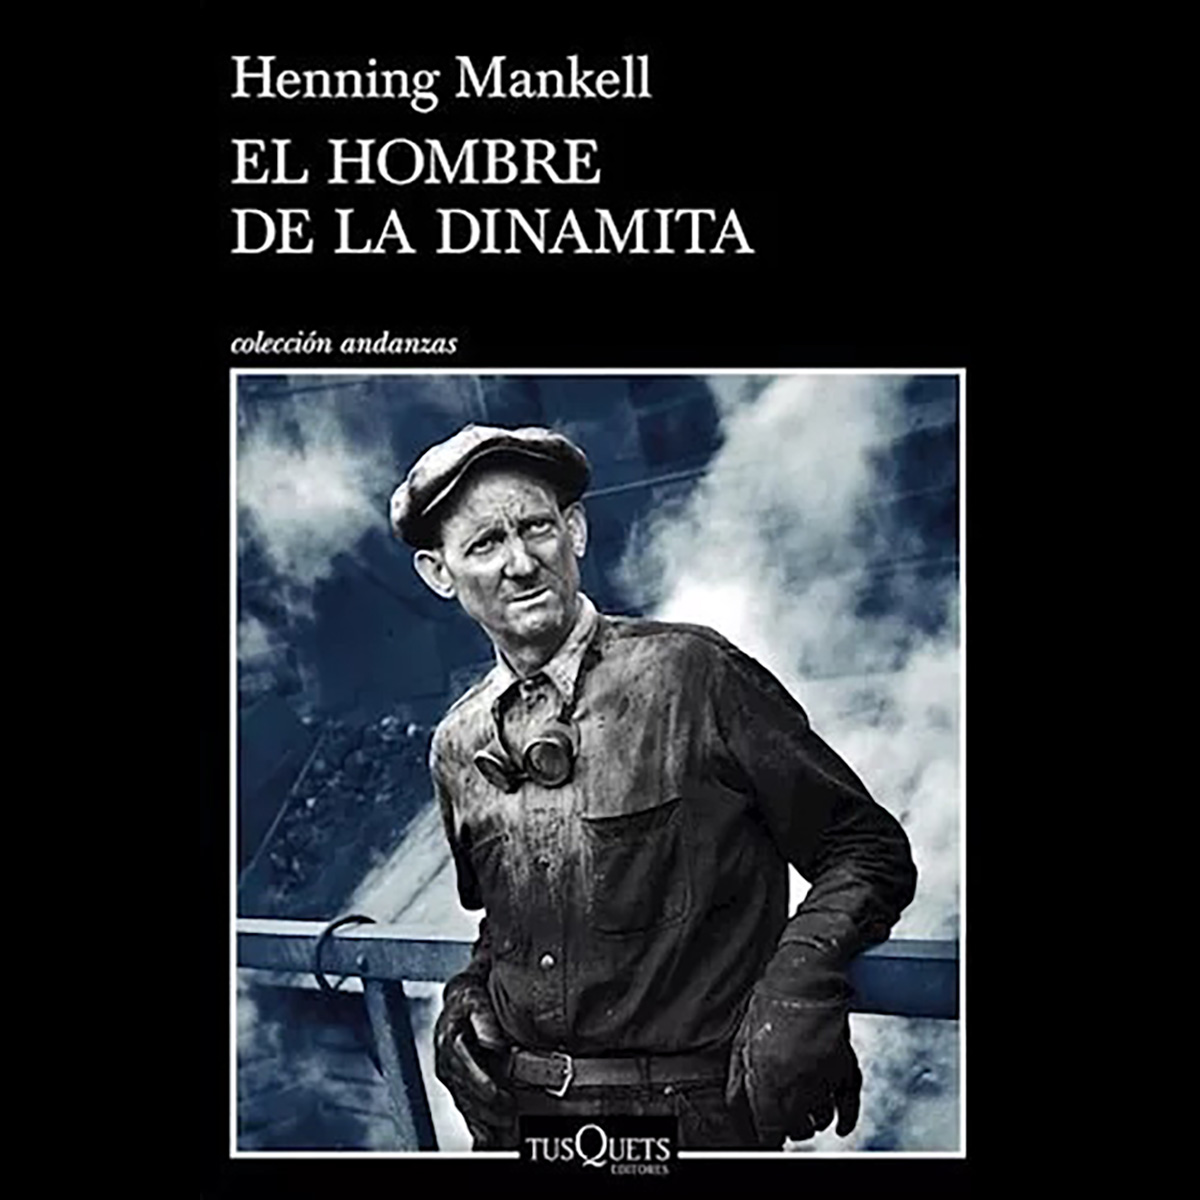 Henning Mankell
EL HOMBRE
DE LA DINAMITA
colección andanzas
TUSQUETS
EDITORES